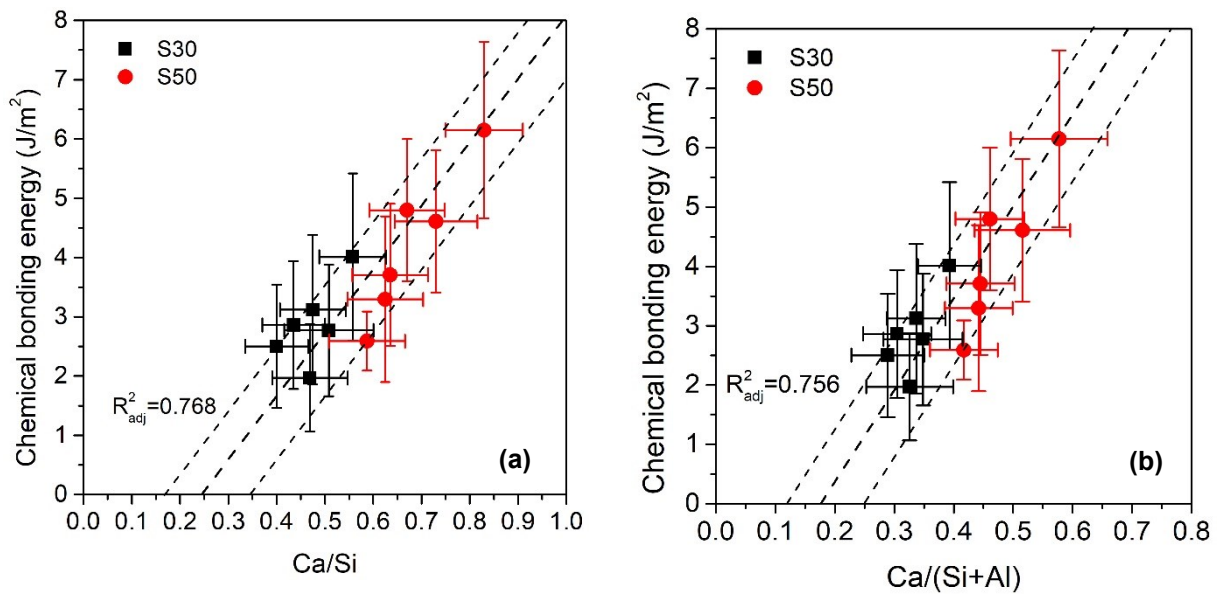 8
7
6
5
4
3
2
1
0
Chemical bonding energy (J/m²)
S30
S50
R²adj=0.768
(a)
0.0 0.1 0.2 0.3 0.4 0.5 0.6 0.7 0.8 0.9 1.0
Ca/Si
8
7
6
5
4
3
2
1
0
Chemical bonding energy (J/m²)
S30
S50
R²adj=0.756
(b)
0.0 0.1 0.2 0.3 0.4 0.5 0.6 0.7 0.8
Ca/(Si+Al)